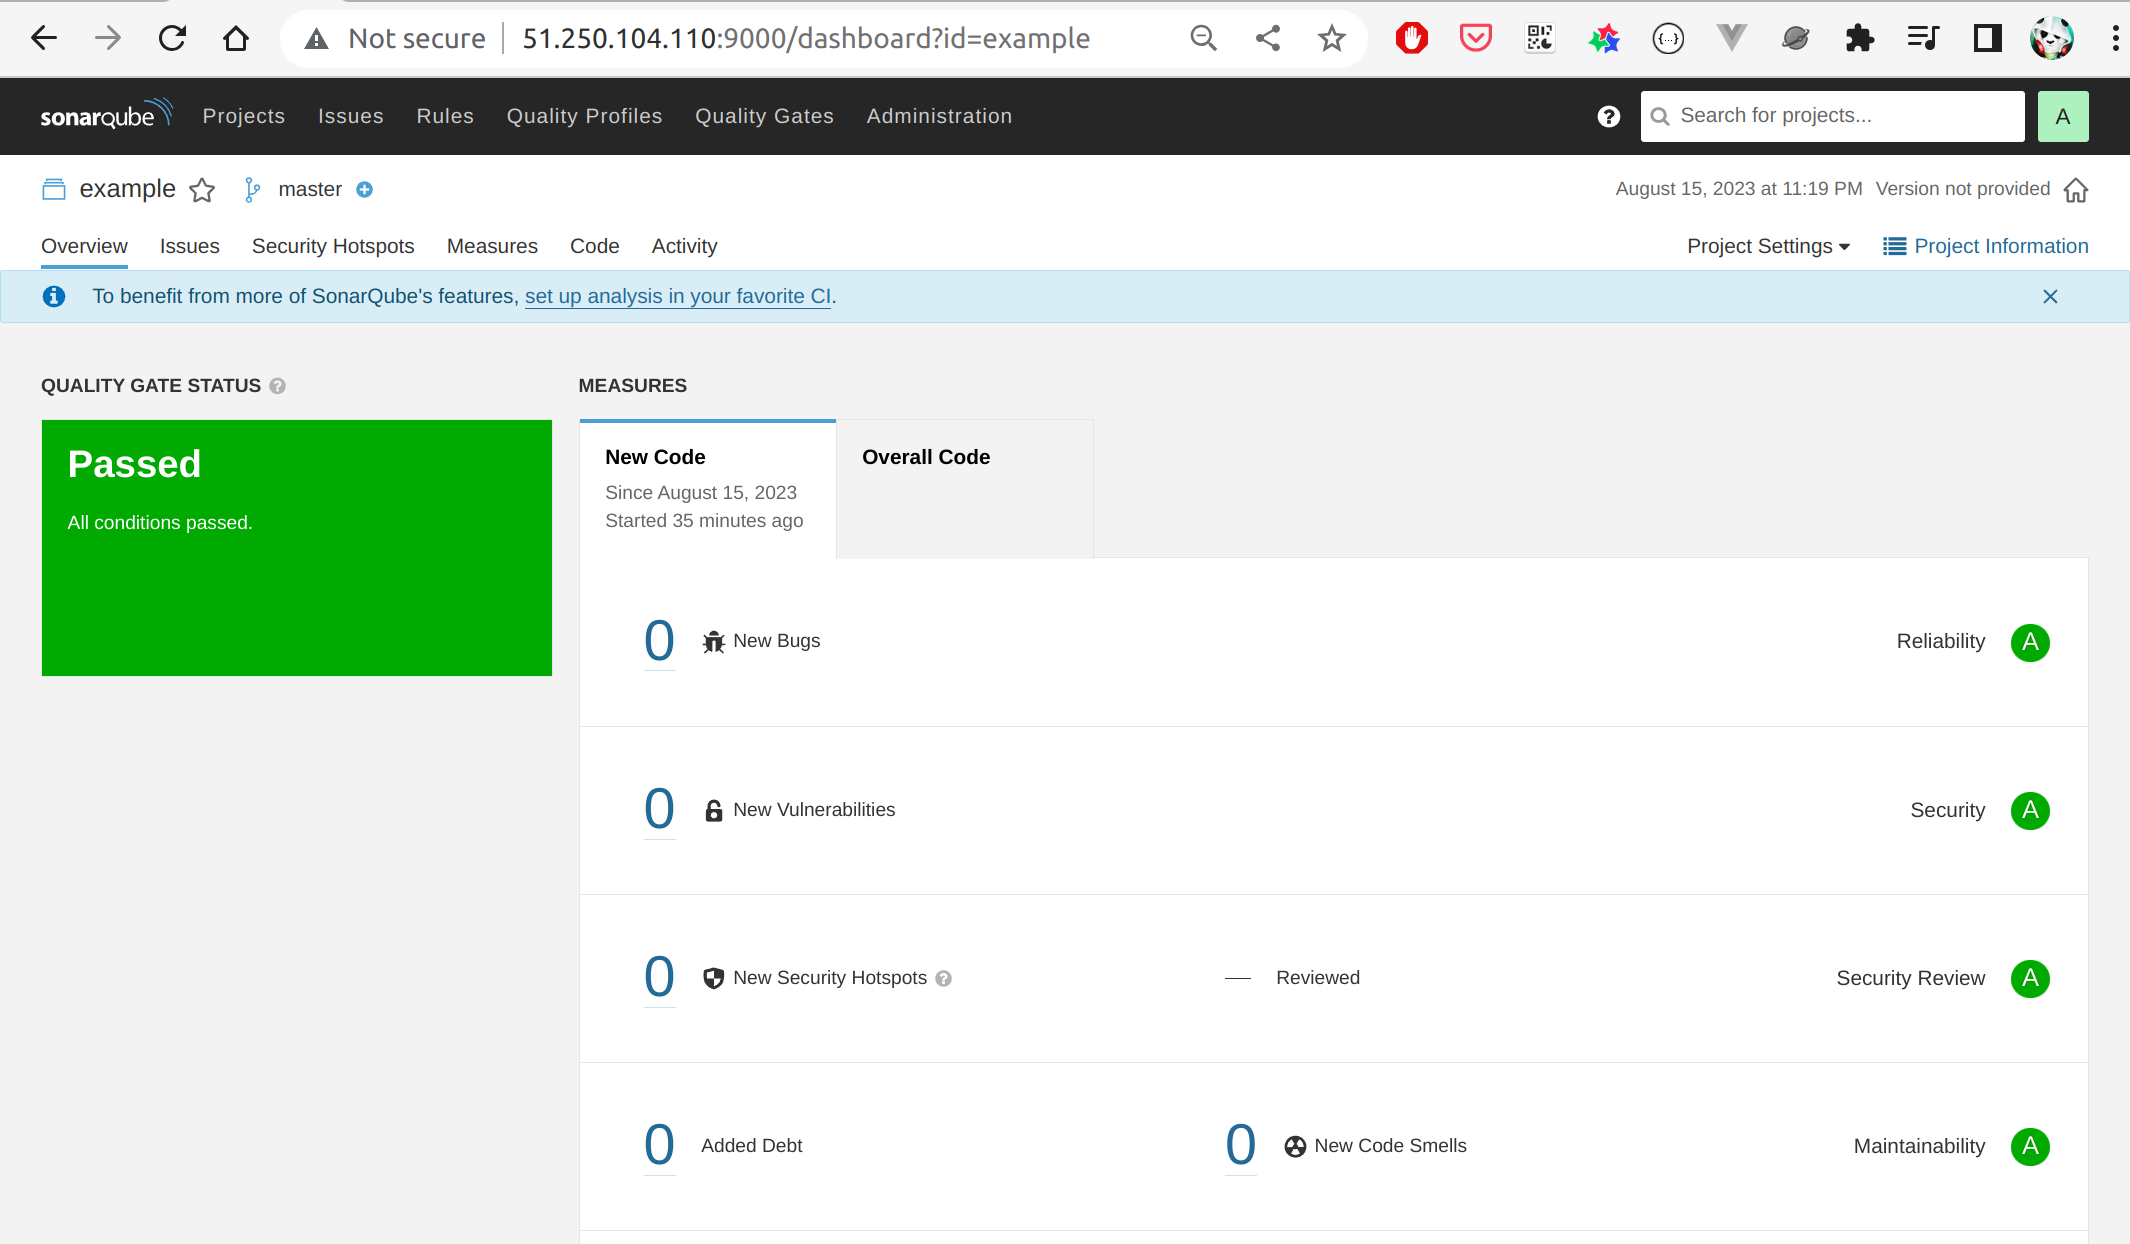 Not secure 51.250.104.110:9000/dashboard?id=example
sonarqube Projects Issues Rules Quality Profiles Quality Gates Administration ? Search for projects... A
example master August 15, 2023 at 11:19 PM Version not provided
Overview Issues Security Hotspots Measures Code Activity Project Settings Project Information
To benefit from more of SonarQube's features, set up analysis in your favorite CI.
QUALITY GATE STATUS ?
MEASURES
Passed
All conditions passed.
New Code
Since August 15, 2023
Started 35 minutes ago
Overall Code
0 New Bugs Reliability A
0 New Vulnerabilities Security A
0 New Security Hotspots ? — Reviewed Security Review A
0 Added Debt 0 New Code Smells Maintainability A